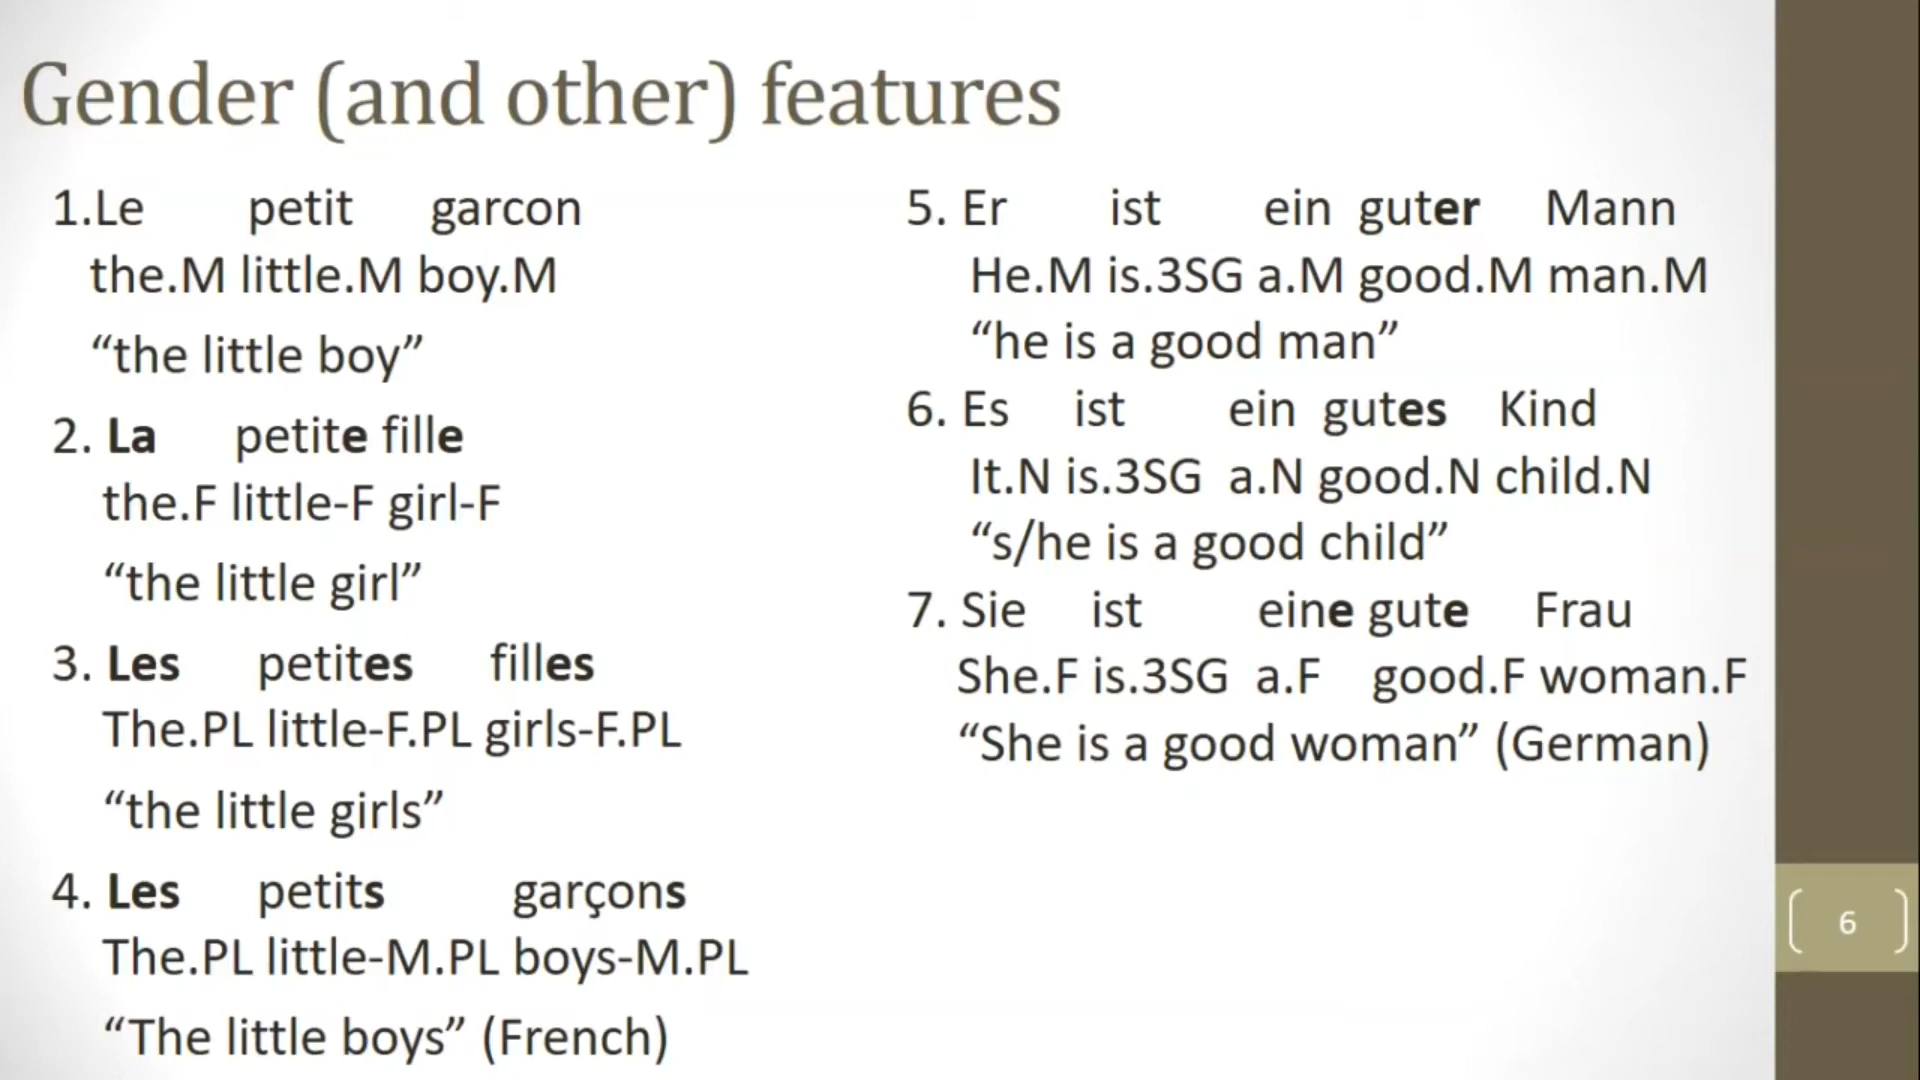 Gender (and other) features
1.Le petit garcon
the.M little.M boy.M
“the little boy”
2. La petite fille
the.F little-F girl-F
“the little girl”
3. Les petites filles
The.PL little-F.PL girls-F.PL
“the little girls”
4. Les petits garçons
The.PL little-M.PL boys-M.PL
“The little boys” (French)
5. Er ist ein guter Mann
He.M is.3SG a.M good.M man.M
“he is a good man”
6. Es ist ein gutes Kind
It.N is.3SG a.N good.N child.N
“s/he is a good child”
7. Sie ist eine gute Frau
She.F is.3SG a.F good.F woman.F
“She is a good woman” (German)
6